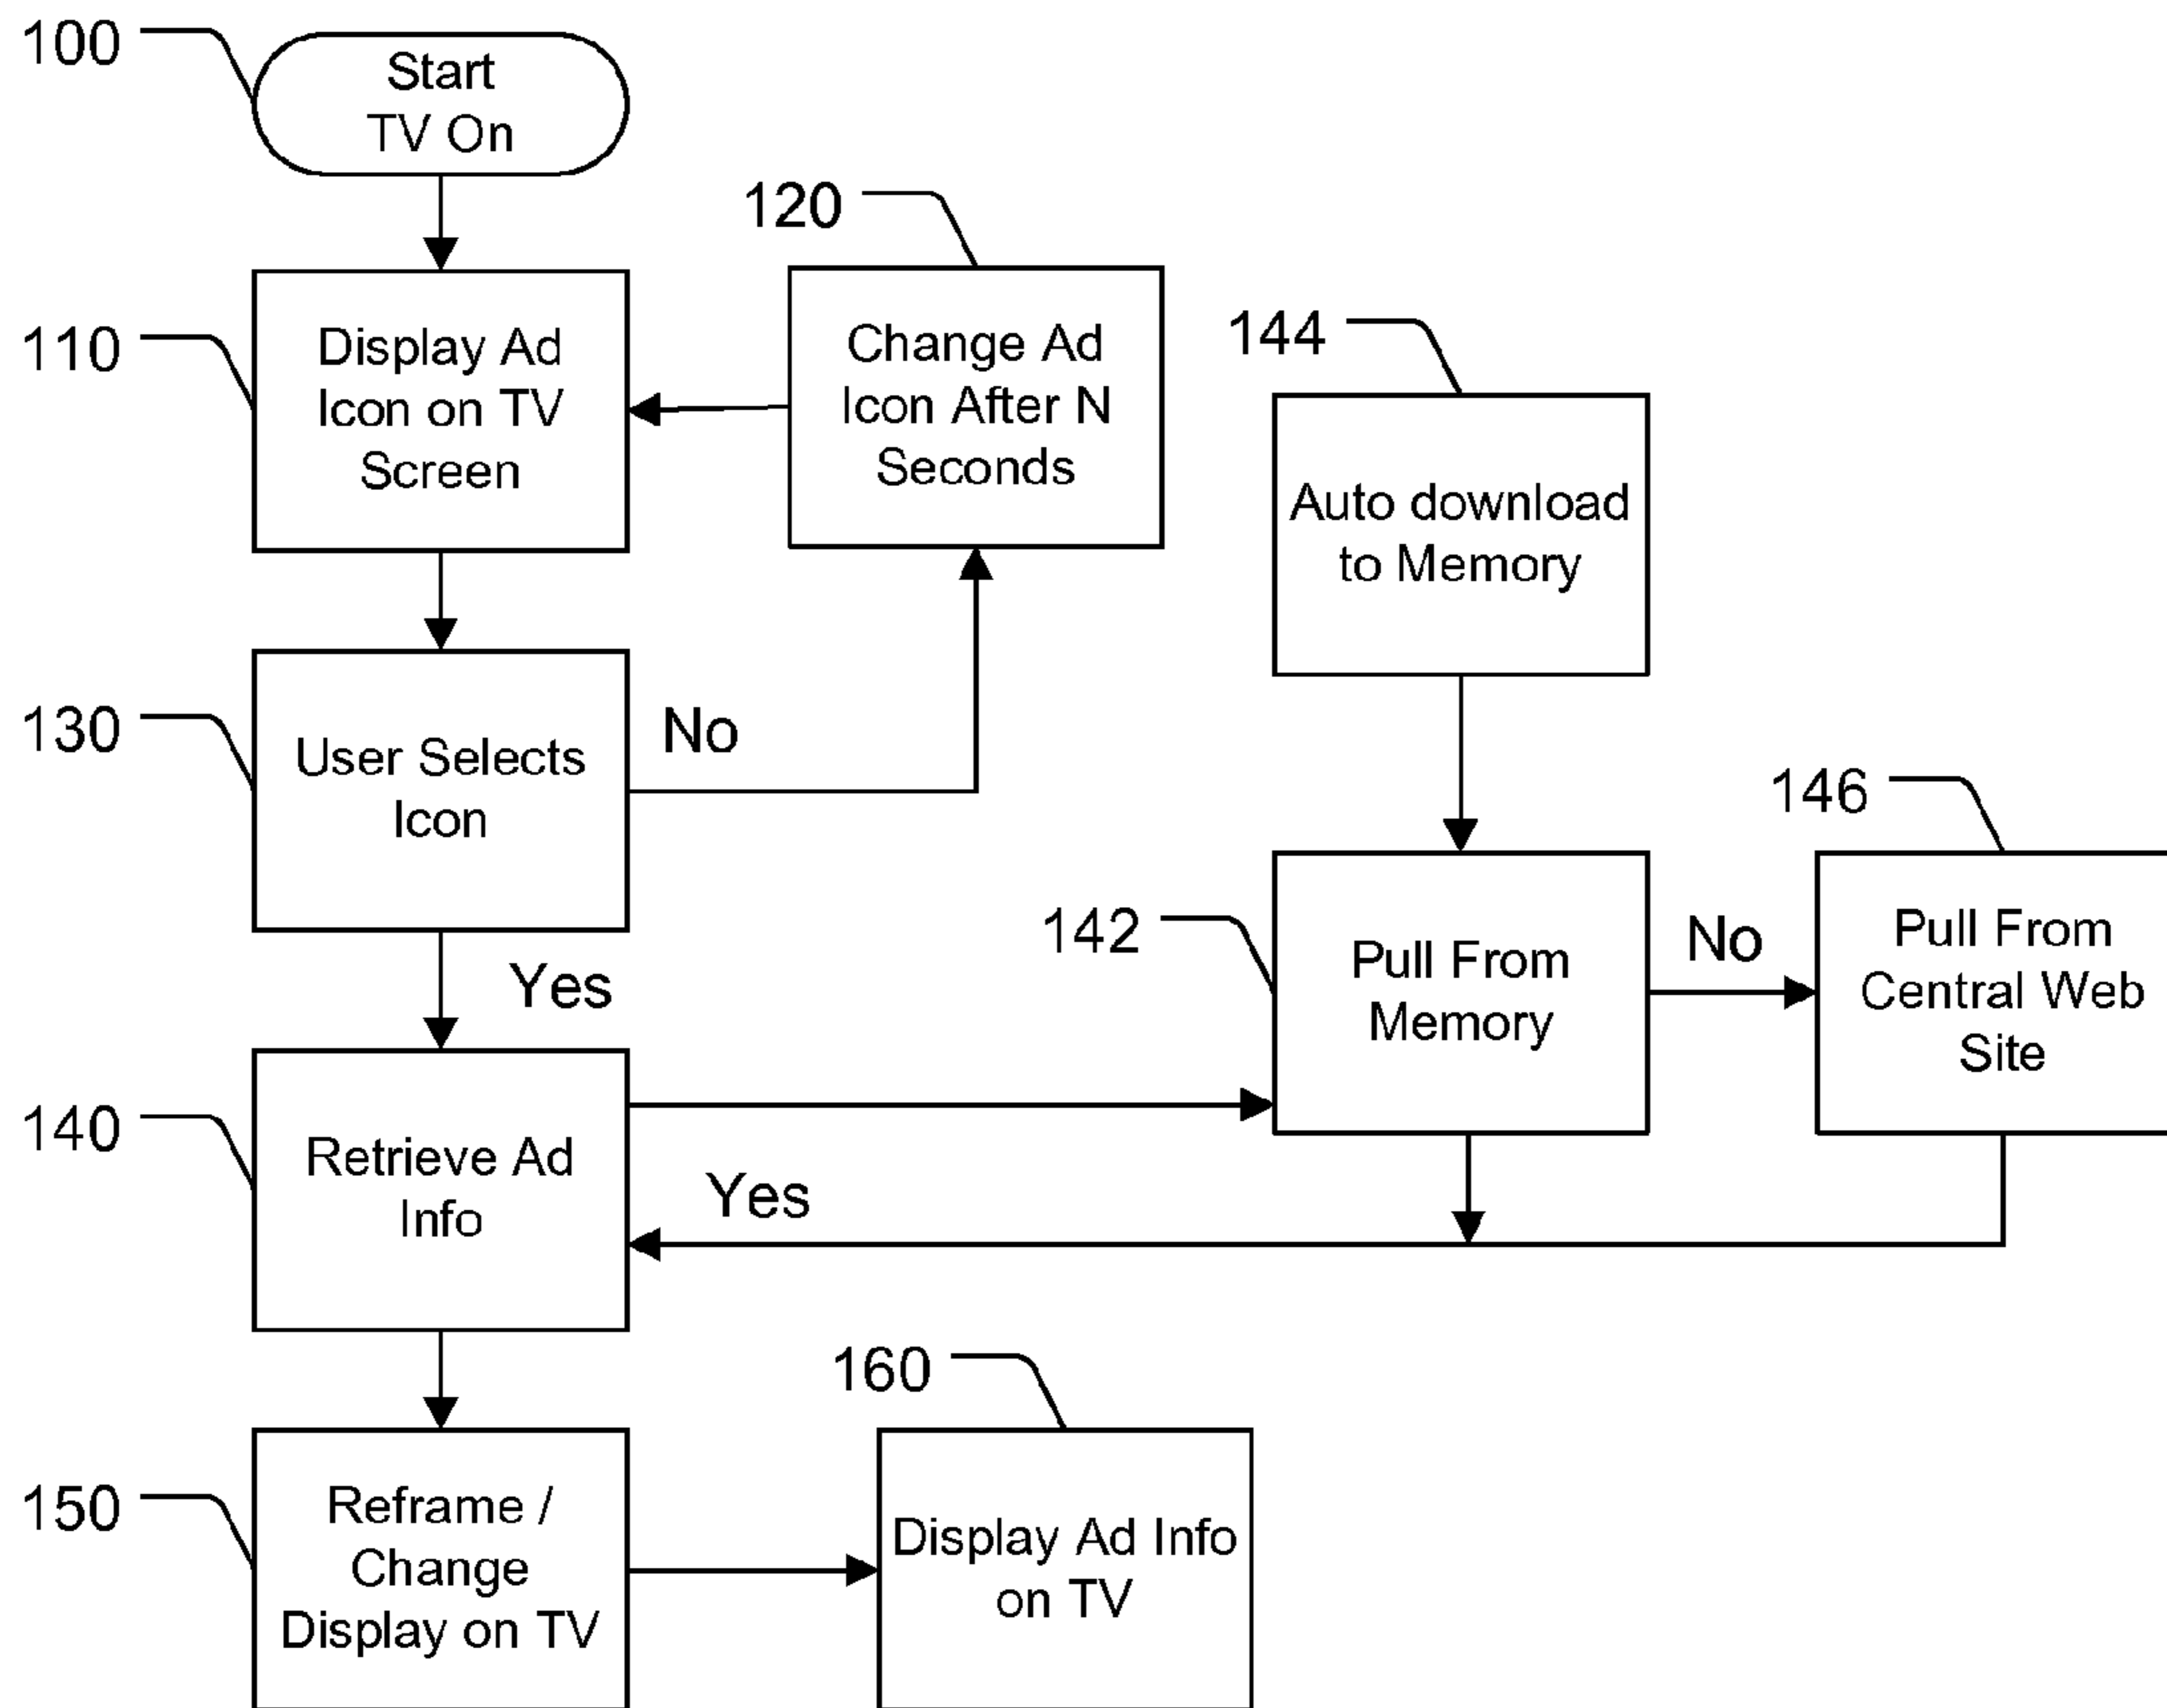 100
Start
TV On
110
Display Ad
Icon on TV
Screen
120
Change Ad
Icon After N
Seconds
144
Auto download
to Memory
130
User Selects
Icon
No
Yes
142
Pull From
Memory
No
146
Pull From
Central Web
Site
140
Retrieve Ad
Info
Yes
150
Reframe /
Change
Display on TV
160
Display Ad Info
on TV